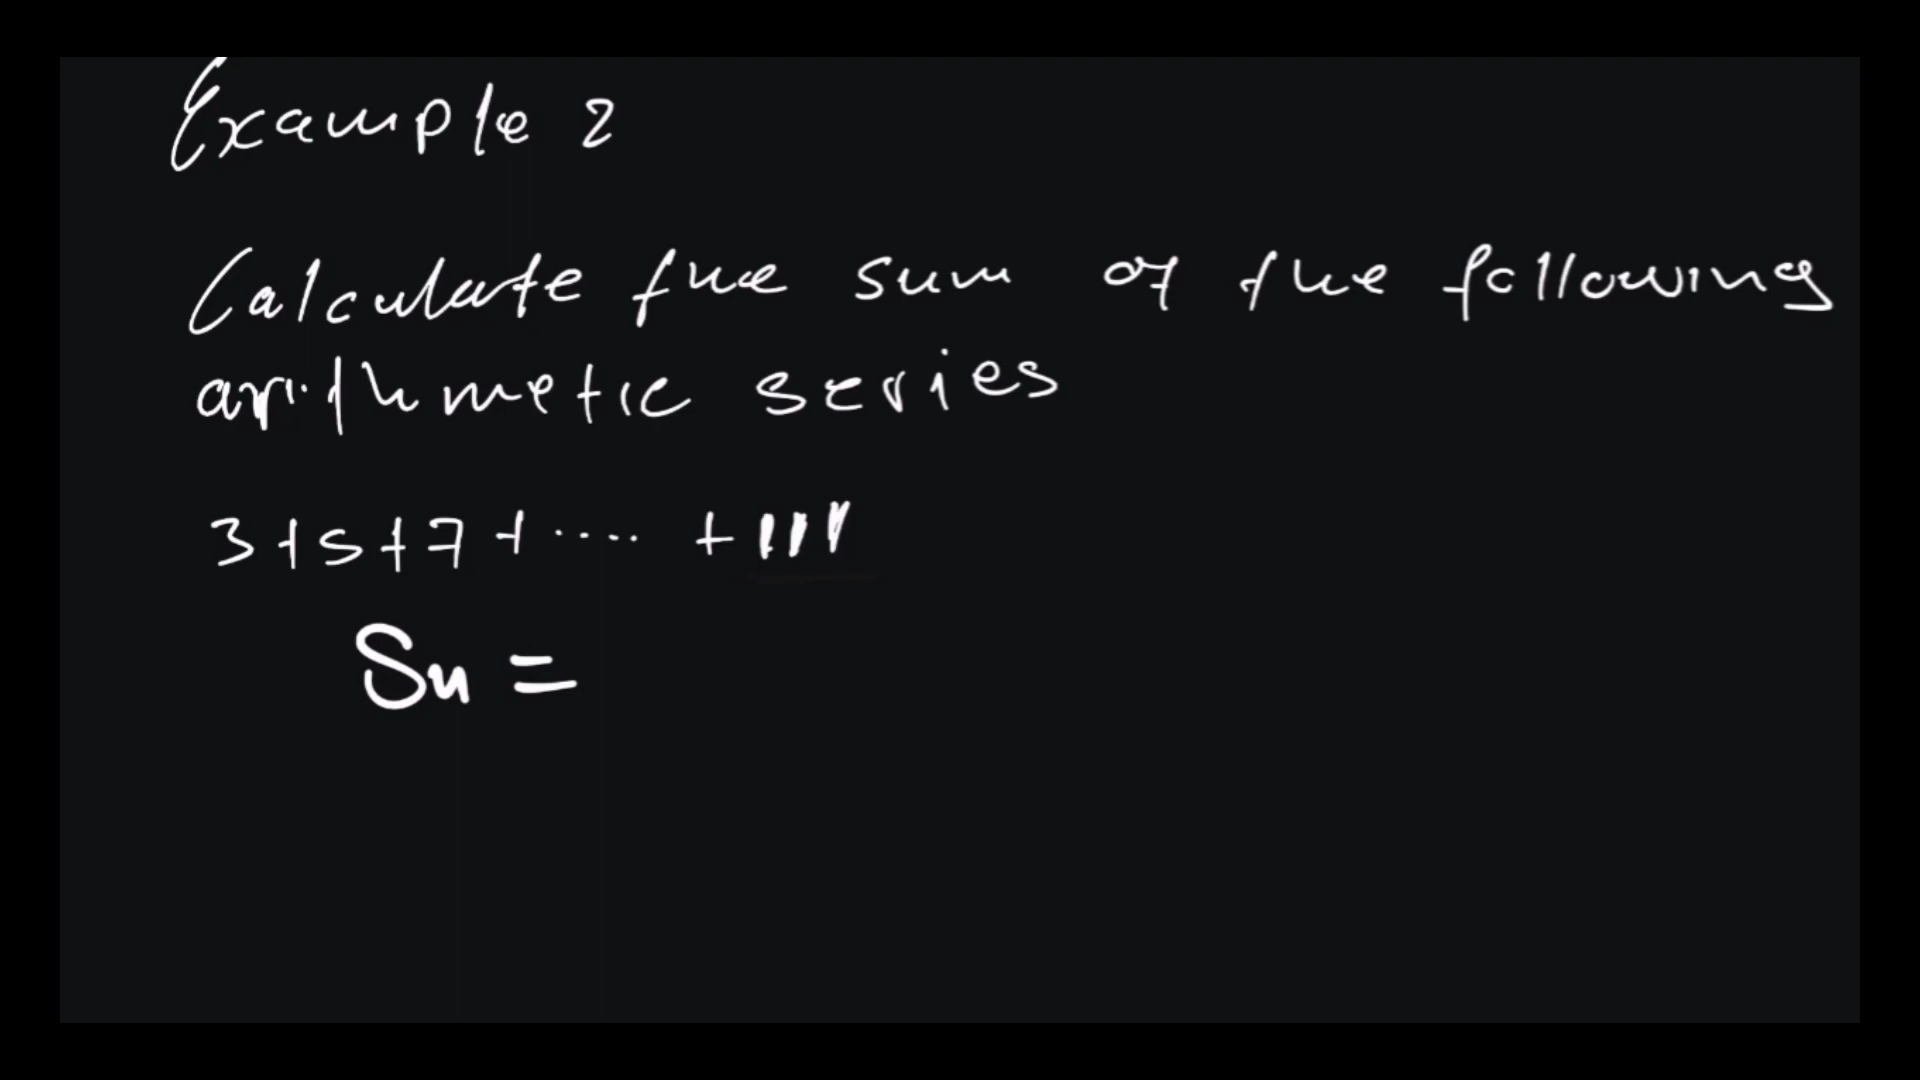 Example 2
Calculate the sum of the following
arithmetic series
3+5+7+.... +111
Sn =